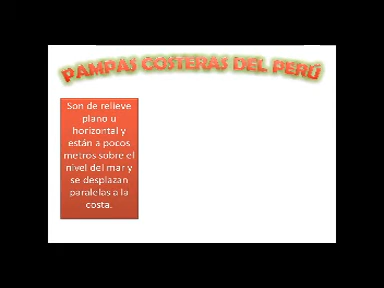 PAMPAS COSTERAS DEL PERÚ
Son de relieve
plano u
horizontal y
están a pocos
metros sobre el
nivel del mar y
se desplazan
paralelas a la
costa.